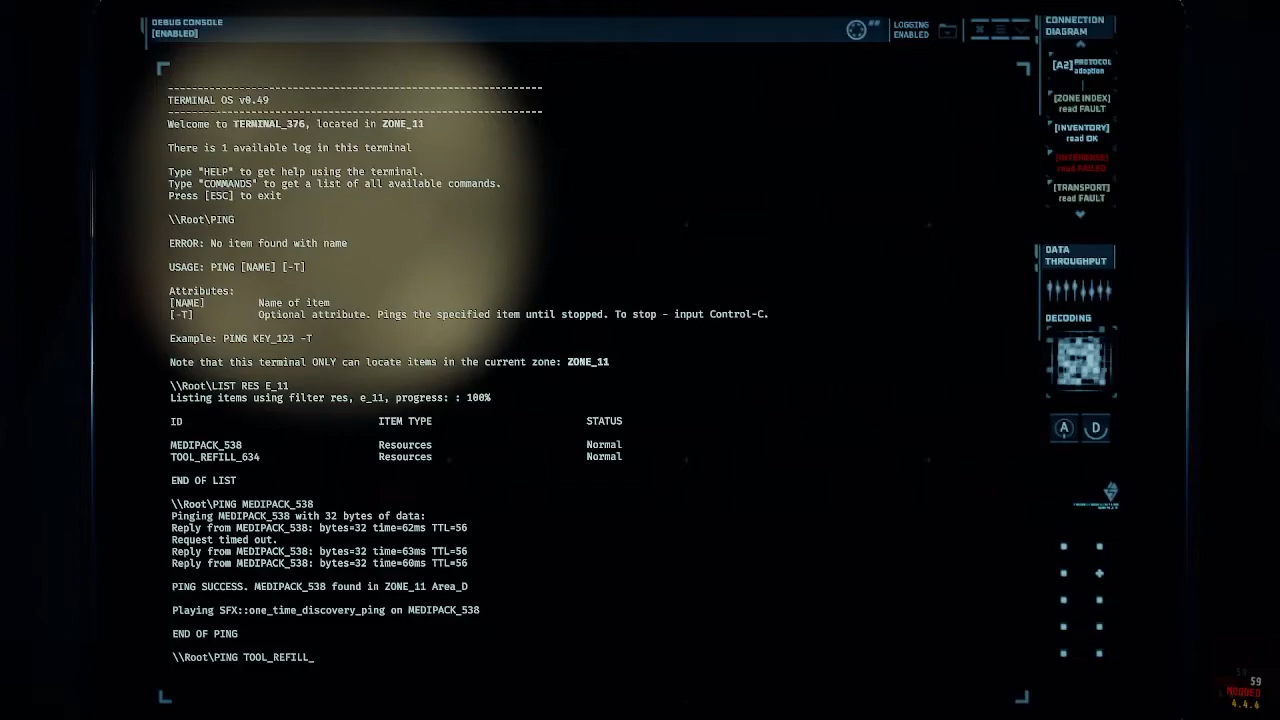 DEBUG CONSOLE
[ENABLED]
LOGGING
ENABLED
--------------------------------------------------------------
TERMINAL OS v0.49
--------------------------------------------------------------
Welcome to TERMINAL_376, located in ZONE_11
There is 1 available log in this terminal
Type "HELP" to get help using the terminal.
Type "COMMANDS" to get a list of all available commands.
Press [ESC] to exit
\\Root\PING
ERROR: No item found with name
USAGE: PING [NAME] [-T]
Attributes:
[NAME] Name of item
[-T] Optional attribute. Pings the specified item until stopped. To stop - input Control-C.
Example: PING KEY_123 -T
Note that this terminal ONLY can locate items in the current zone: ZONE_11
\\Root\LIST RES E_11
Listing items using filter res, e_11, progress: : 100%
ID ITEM TYPE STATUS
MEDIPACK_538 Resources Normal
TOOL_REFILL_634 Resources Normal
END OF LIST
\\Root\PING MEDIPACK_538
Pinging MEDIPACK_538 with 32 bytes of data:
Reply from MEDIPACK_538: bytes=32 time=62ms TTL=56
Request timed out.
Reply from MEDIPACK_538: bytes=32 time=63ms TTL=56
Reply from MEDIPACK_538: bytes=32 time=60ms TTL=56
PING SUCCESS. MEDIPACK_538 found in ZONE_11 Area_D
Playing SFX::one_time_discovery_ping on MEDIPACK_538
END OF PING
\\Root\PING TOOL_REFILL_
CONNECTION
DIAGRAM
[A2] PROTOCOL
adaption
[ZONE INDEX]
read FAULT
[INVENTORY]
read OK
read FAILED
[TRANSPORT]
read FAULT
DATA
THROUGHPUT
DECODING
A D
59
MODDED
4.4.4